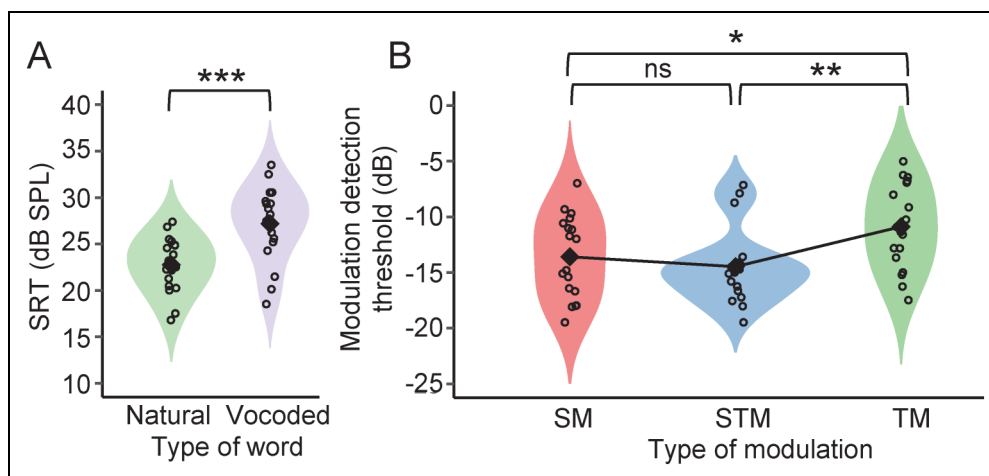 A
***
SRT (dB SPL)
40
35
30
25
20
15
10
Natural Vocoded
Type of word
B
*
ns
**
Modulation detection
threshold (dB)
0
-5
-10
-15
-20
-25
SM STM TM
Type of modulation